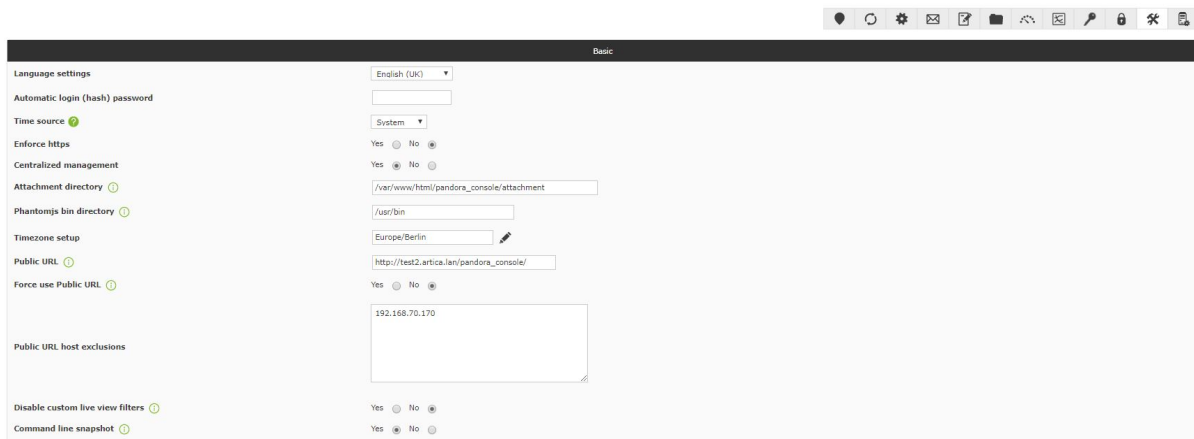 Basic
Language settings English (UK)
Automatic login (hash) password
Time source ? System
Enforce https Yes No
Centralized management Yes No
Attachment directory /var/www/html/pandora_console/attachment
Phantomjs bin directory /usr/bin
Timezone setup Europe/Berlin
Public URL http://test2.artica.lan/pandora_console/
Force use Public URL Yes No
192.168.70.170
Public URL host exclusions
Disable custom live view filters Yes No
Command line snapshot Yes No